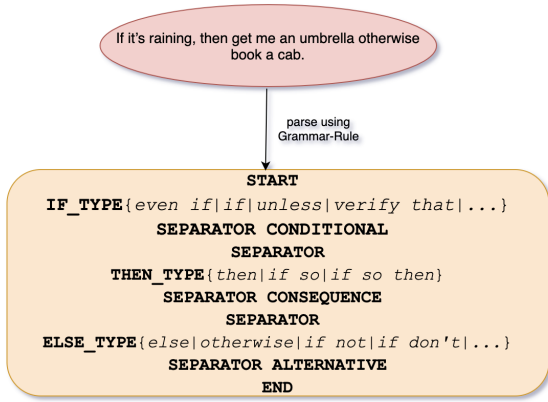 If it's raining, then get me an umbrella otherwise
book a cab.
parse using
Grammar-Rule
START
IF_TYPE{even if|if|unless|verify that|...}
SEPARATOR CONDITIONAL
SEPARATOR
THEN_TYPE{then|if so|if so then}
SEPARATOR CONSEQUENCE
SEPARATOR
ELSE_TYPE{else|otherwise|if not|if don't|...}
SEPARATOR ALTERNATIVE
END